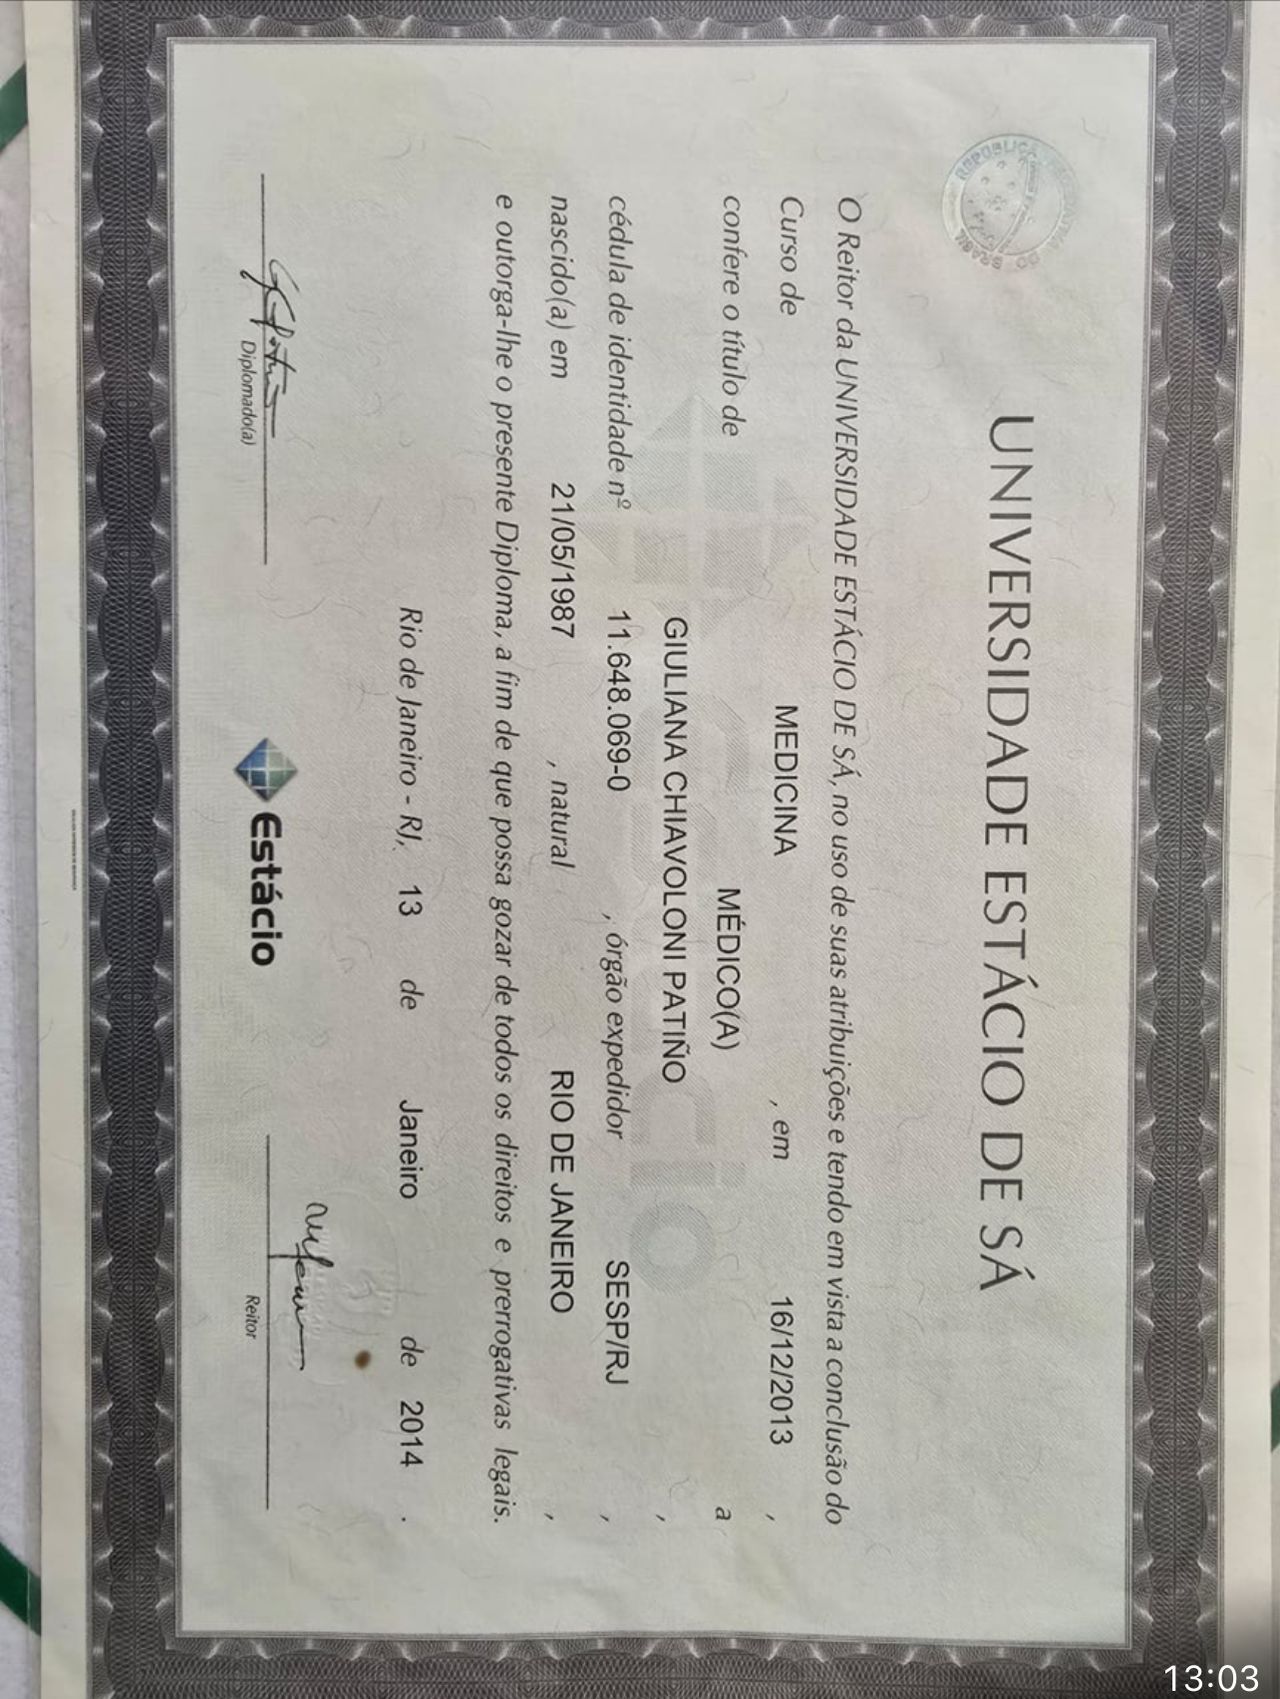 UNIVERSIDADE ESTÁCIO DE SÁ
REPÚBLICA DO BRASIL
O Reitor da UNIVERSIDADE ESTÁCIO DE SÁ, no uso de suas atribuições e tendo em vista a conclusão do
Curso de MEDICINA , em 16/12/2013 ,
confere o título de MÉDICO(A) a
GIULIANA CHIAVOLONI PATIÑO ,
cédula de identidade nº 11.648.069-0 , órgão expedidor SESP/RJ ,
nascido(a) em 21/05/1987 , natural RIO DE JANEIRO ,
e outorga-lhe o presente Diploma, a fim de que possa gozar de todos os direitos e prerrogativas legais.
Rio de Janeiro - RJ, 13 de Janeiro de 2014 .
Diplomado(a)
Estácio
Reitor
13:03